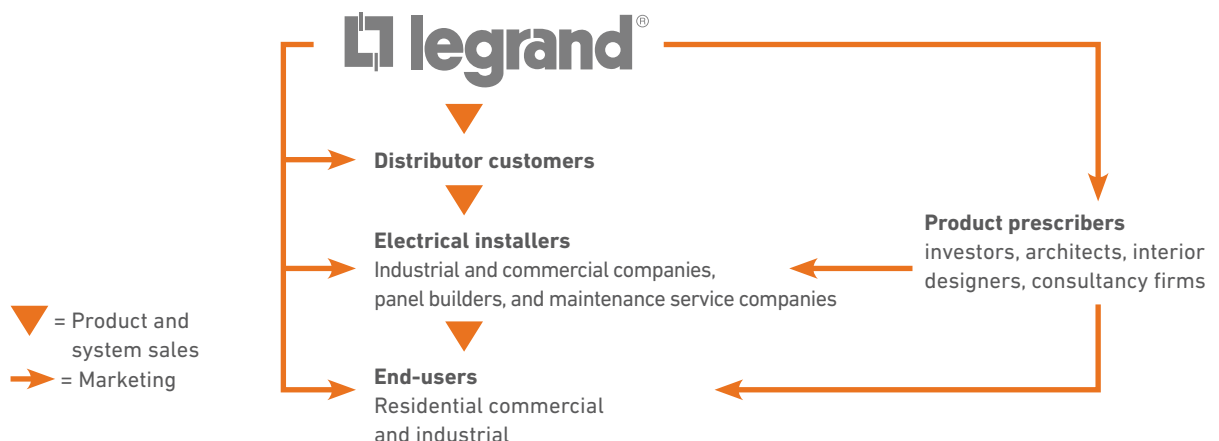 legrand®
Distributor customers
Electrical installers
Industrial and commercial companies,
panel builders, and maintenance service companies
Product prescribers
investors, architects, interior
designers, consultancy firms
= Product and
system sales
= Marketing
End-users
Residential commercial
and industrial